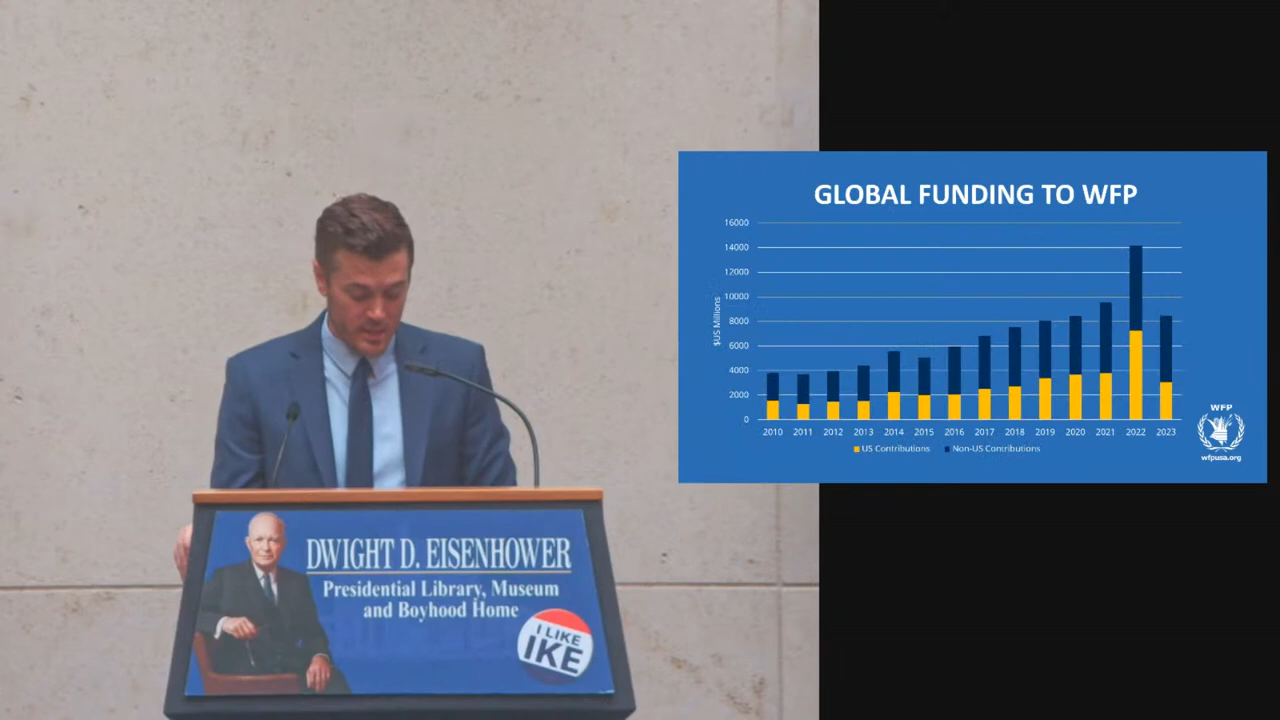 GLOBAL FUNDING TO WFP
$US Millions
16000
14000
12000
10000
8000
6000
4000
2000
0
2010 2011 2012 2013 2014 2015 2016 2017 2018 2019 2020 2021 2022 2023
US Contributions Non-US Contributions
WFP
wfpusa.org
DWIGHT D. EISENHOWER
Presidential Library, Museum
and Boyhood Home
I LIKE
IKE